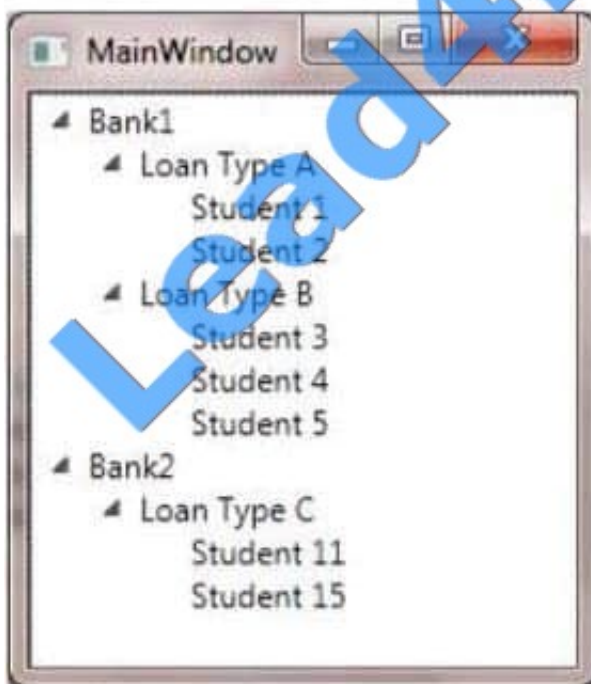 MainWindow
Bank1
Loan Type A
Student 1
Student 2
Loan Type B
Student 3
Student 4
Student 5
Bank2
Loan Type C
Student 11
Student 15